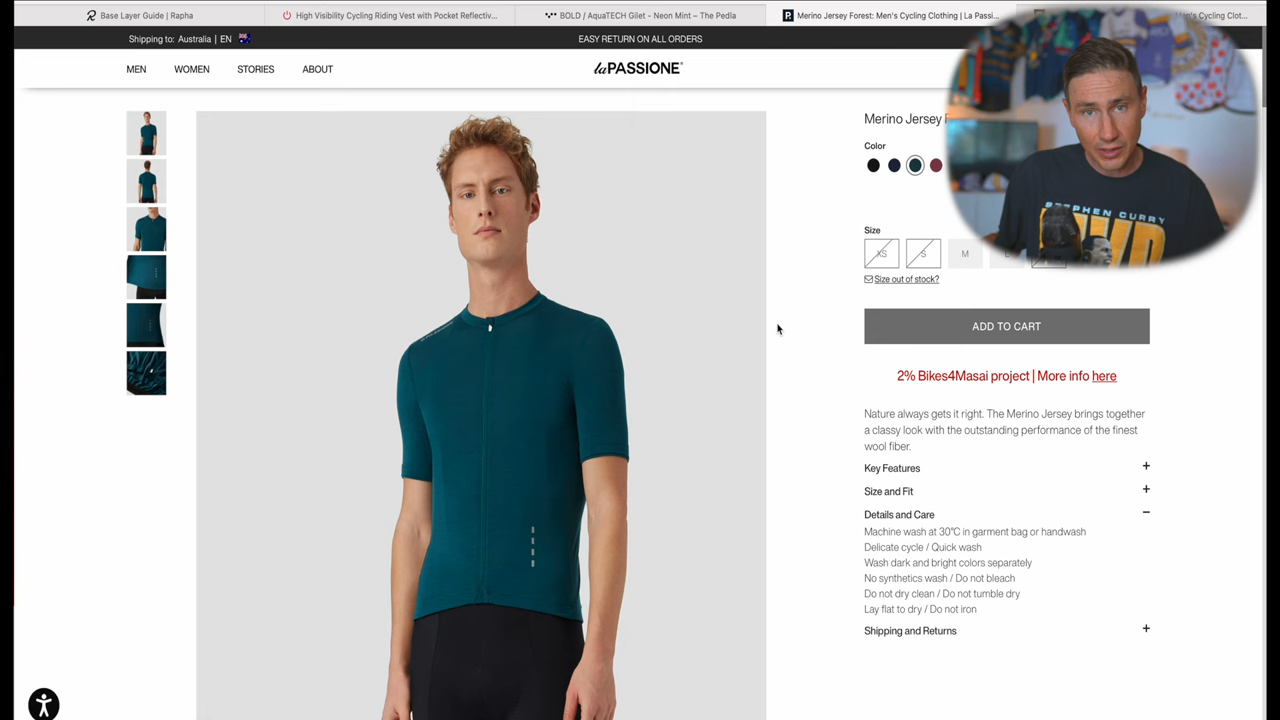 Base Layer Guide | Rapha
High Visibility Cycling Riding Vest with Pocket Reflectiv...
BOLD / AquaTECH Gilet - Neon Mint – The Pedla
Merino Jersey Forest: Men's Cycling Clothing | La Passi...
Cycling Clot...
Shipping to: Australia | EN
EASY RETURN ON ALL ORDERS
MEN
WOMEN
STORIES
ABOUT
la PASSIONE
Merino Jersey
Color
STEPHEN CURRY
Size
XS
S
M
Size out of stock?
ADD TO CART
2% Bikes4Masai project | More info here
Nature always gets it right. The Merino Jersey brings together
a classy look with the outstanding performance of the finest
wool fiber.
Key Features
Size and Fit
Details and Care
Machine wash at 30°C in garment bag or handwash
Delicate cycle / Quick wash
Wash dark and bright colors separately
No synthetics wash / Do not bleach
Do not dry clean / Do not tumble dry
Lay flat to dry / Do not iron
Shipping and Returns